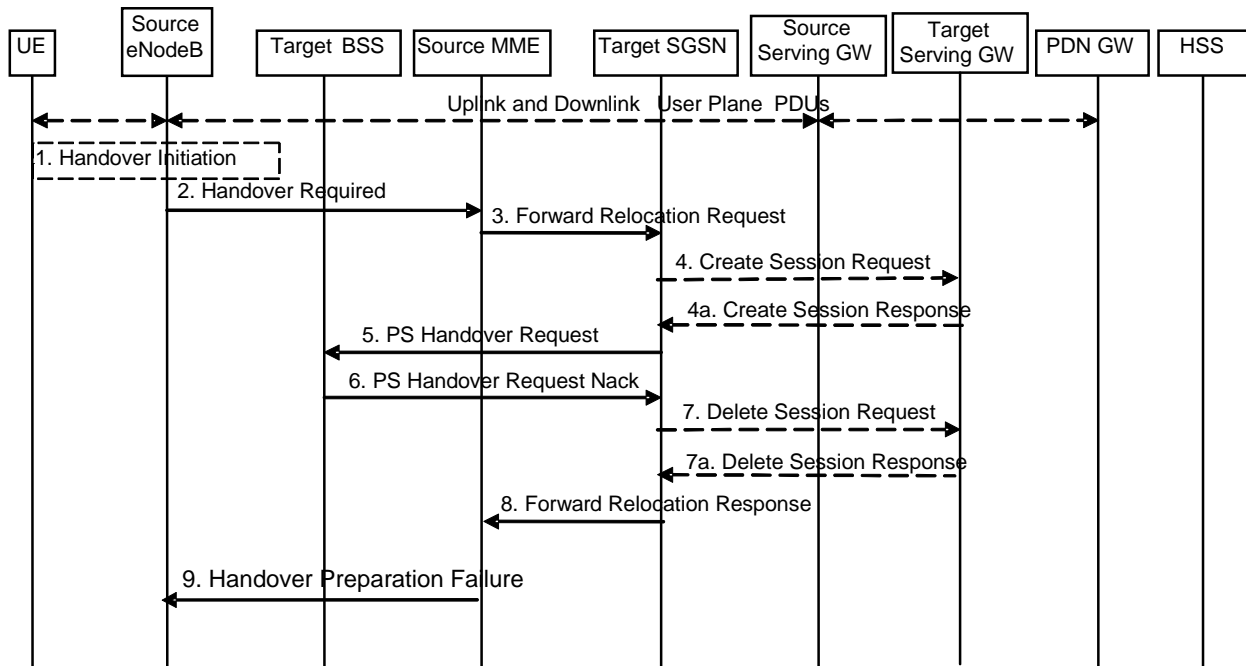 UE
Source
eNodeB
Target BSS
Source MME
Target SGSN
Source
Serving GW
Target
Serving GW
PDN GW
HSS
Uplink and Downlink User Plane PDUs
1. Handover Initiation
2. Handover Required
3. Forward Relocation Request
4. Create Session Request
4a. Create Session Response
5. PS Handover Request
6. PS Handover Request Nack
7. Delete Session Request
7a. Delete Session Response
8. Forward Relocation Response
9. Handover Preparation Failure